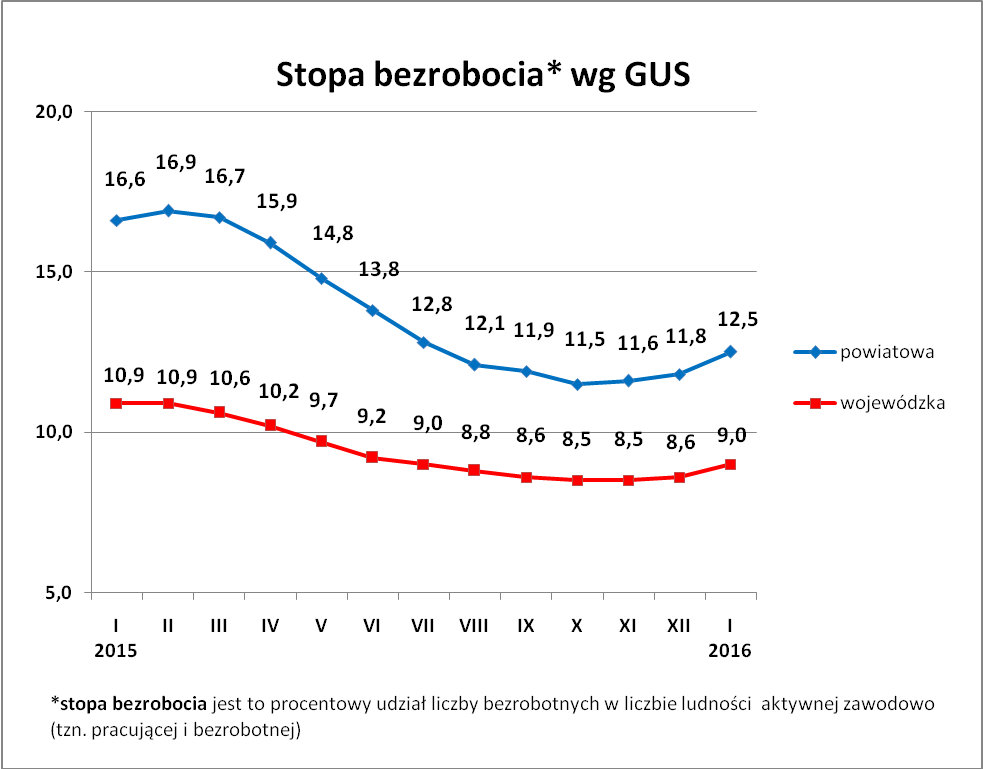 Stopa bezrobocia* wg GUS
20,0
15,0
10,0
5,0
16,6 16,9 16,7 15,9 14,8 13,8 12,8 12,1 11,9 11,5 11,6 11,8 12,5
10,9 10,9 10,6 10,2 9,7 9,2 9,0 8,8 8,6 8,5 8,5 8,6 9,0
powiatowa
wojewódzka
I II III IV V VI VII VIII IX X XI XII I
2015 2016
*stopa bezrobocia jest to procentowy udział liczby bezrobotnych w liczbie ludności aktywnej zawodowo
(tzn. pracującej i bezrobotnej)